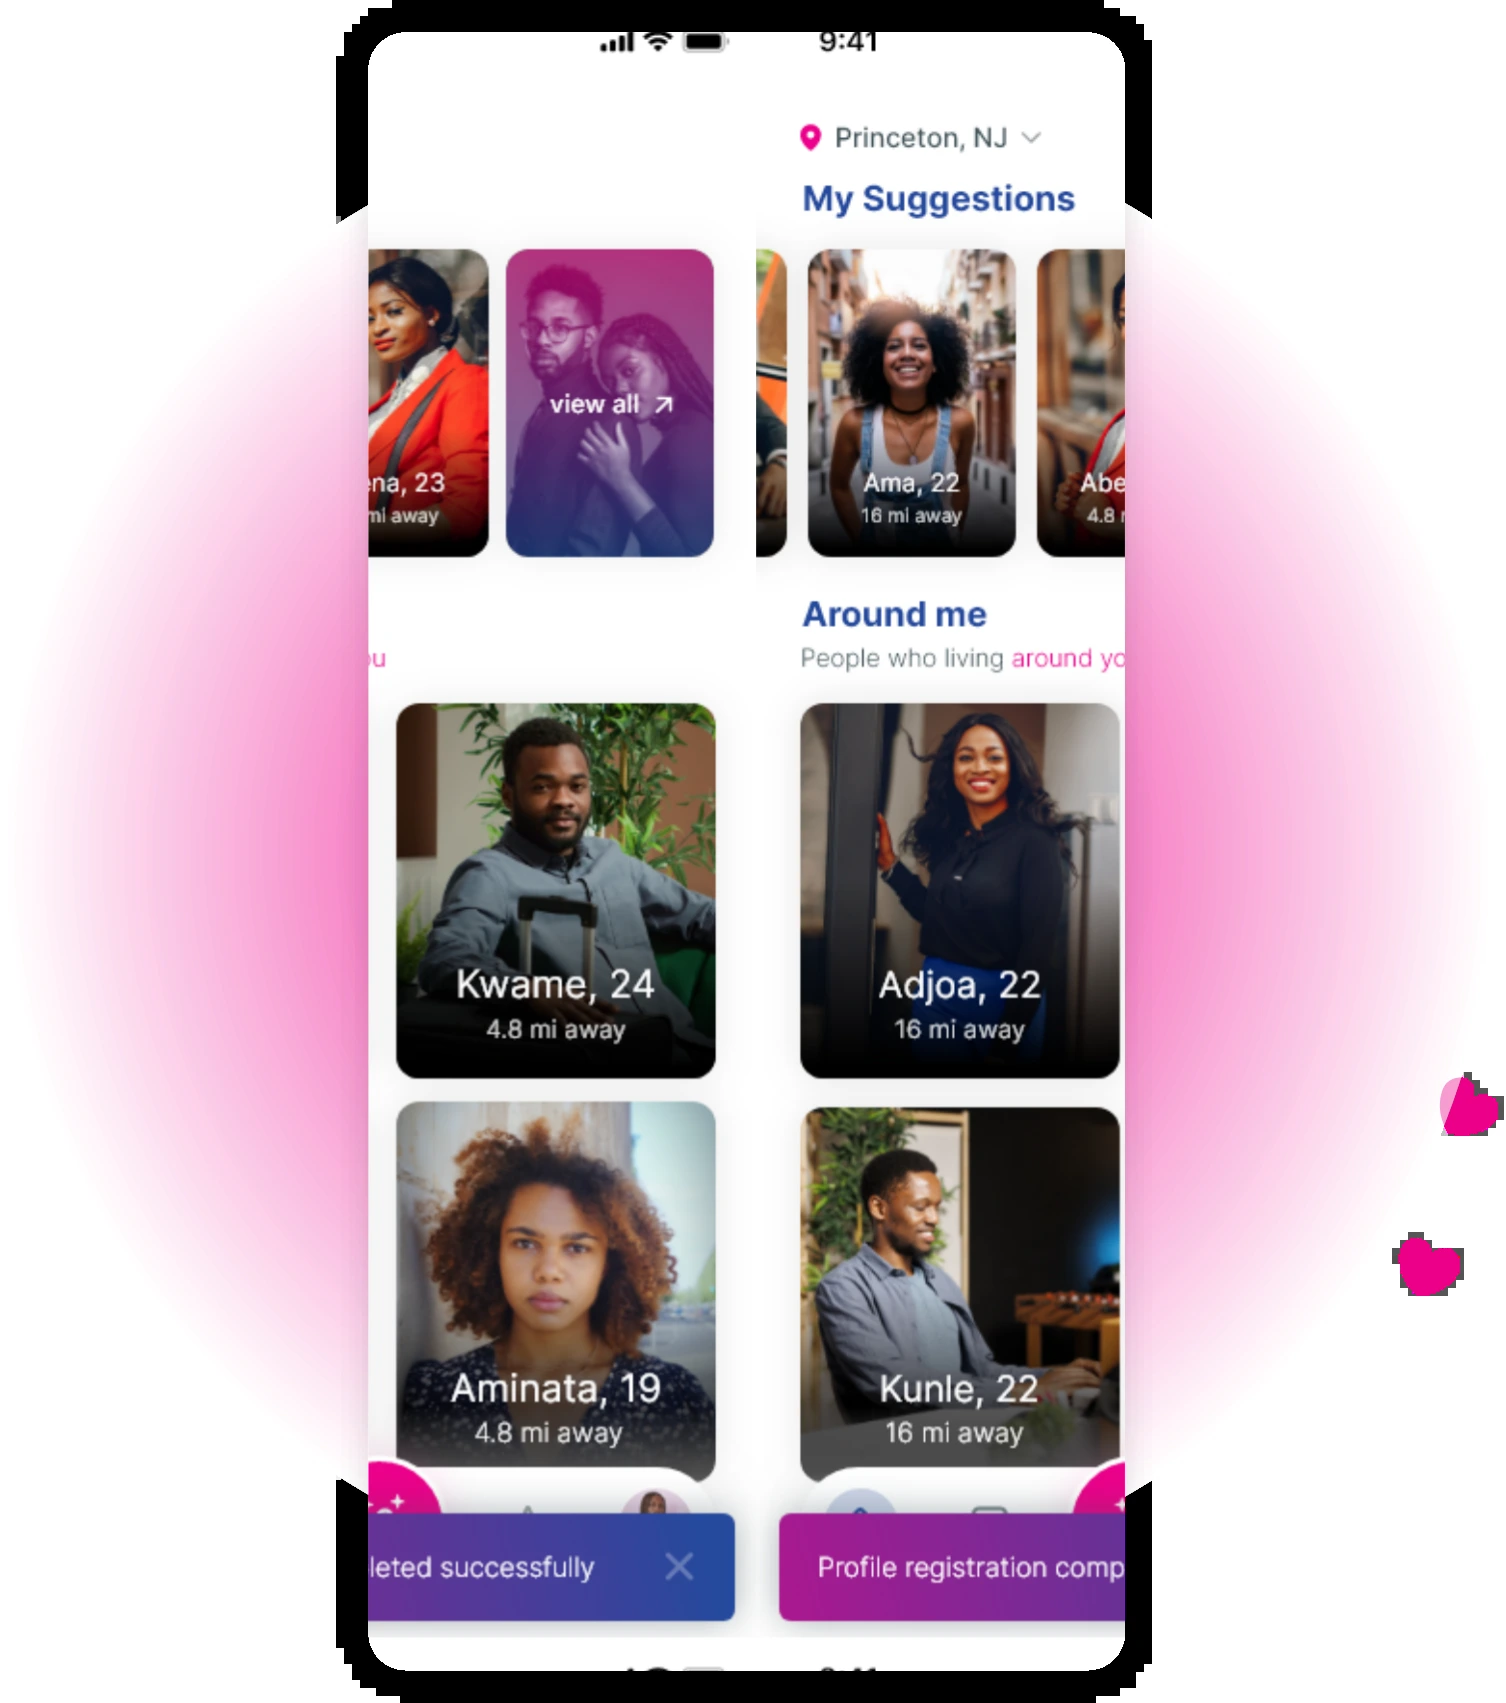 9:41
Princeton, NJ
My Suggestions
view all
ena, 23
mi away
Ama, 22
16 mi away
Abe
4.8
Around me
ou
People who living around yo
Kwame, 24
4.8 mi away
Adjoa, 22
16 mi away
Aminata, 19
4.8 mi away
Kunle, 22
16 mi away
leted successfully
Profile registration comp